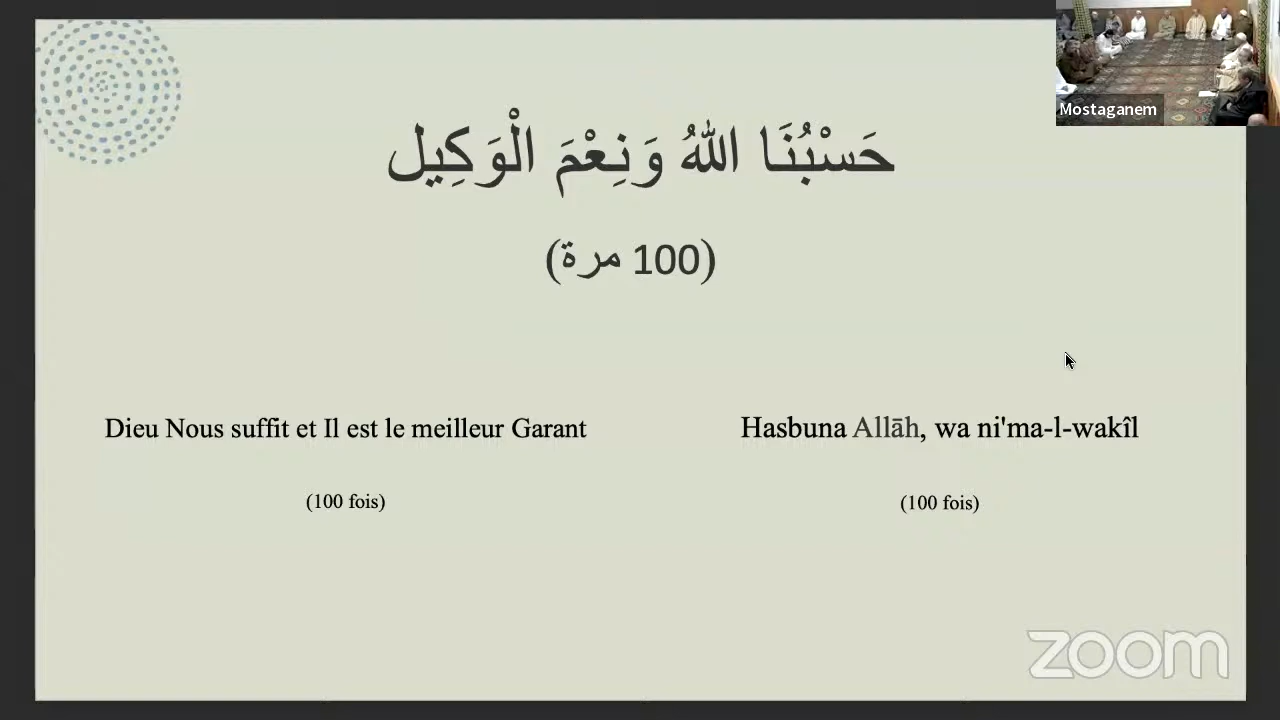 Mostaganem
حَسْبُنَا اللهُ وَنِعْمَ الْوَكِيل
(100 مرة)
Dieu Nous suffit et Il est le meilleur Garant
(100 fois)
Hasbuna Allāh, wa ni'ma-l-wakîl
(100 fois)
zoom